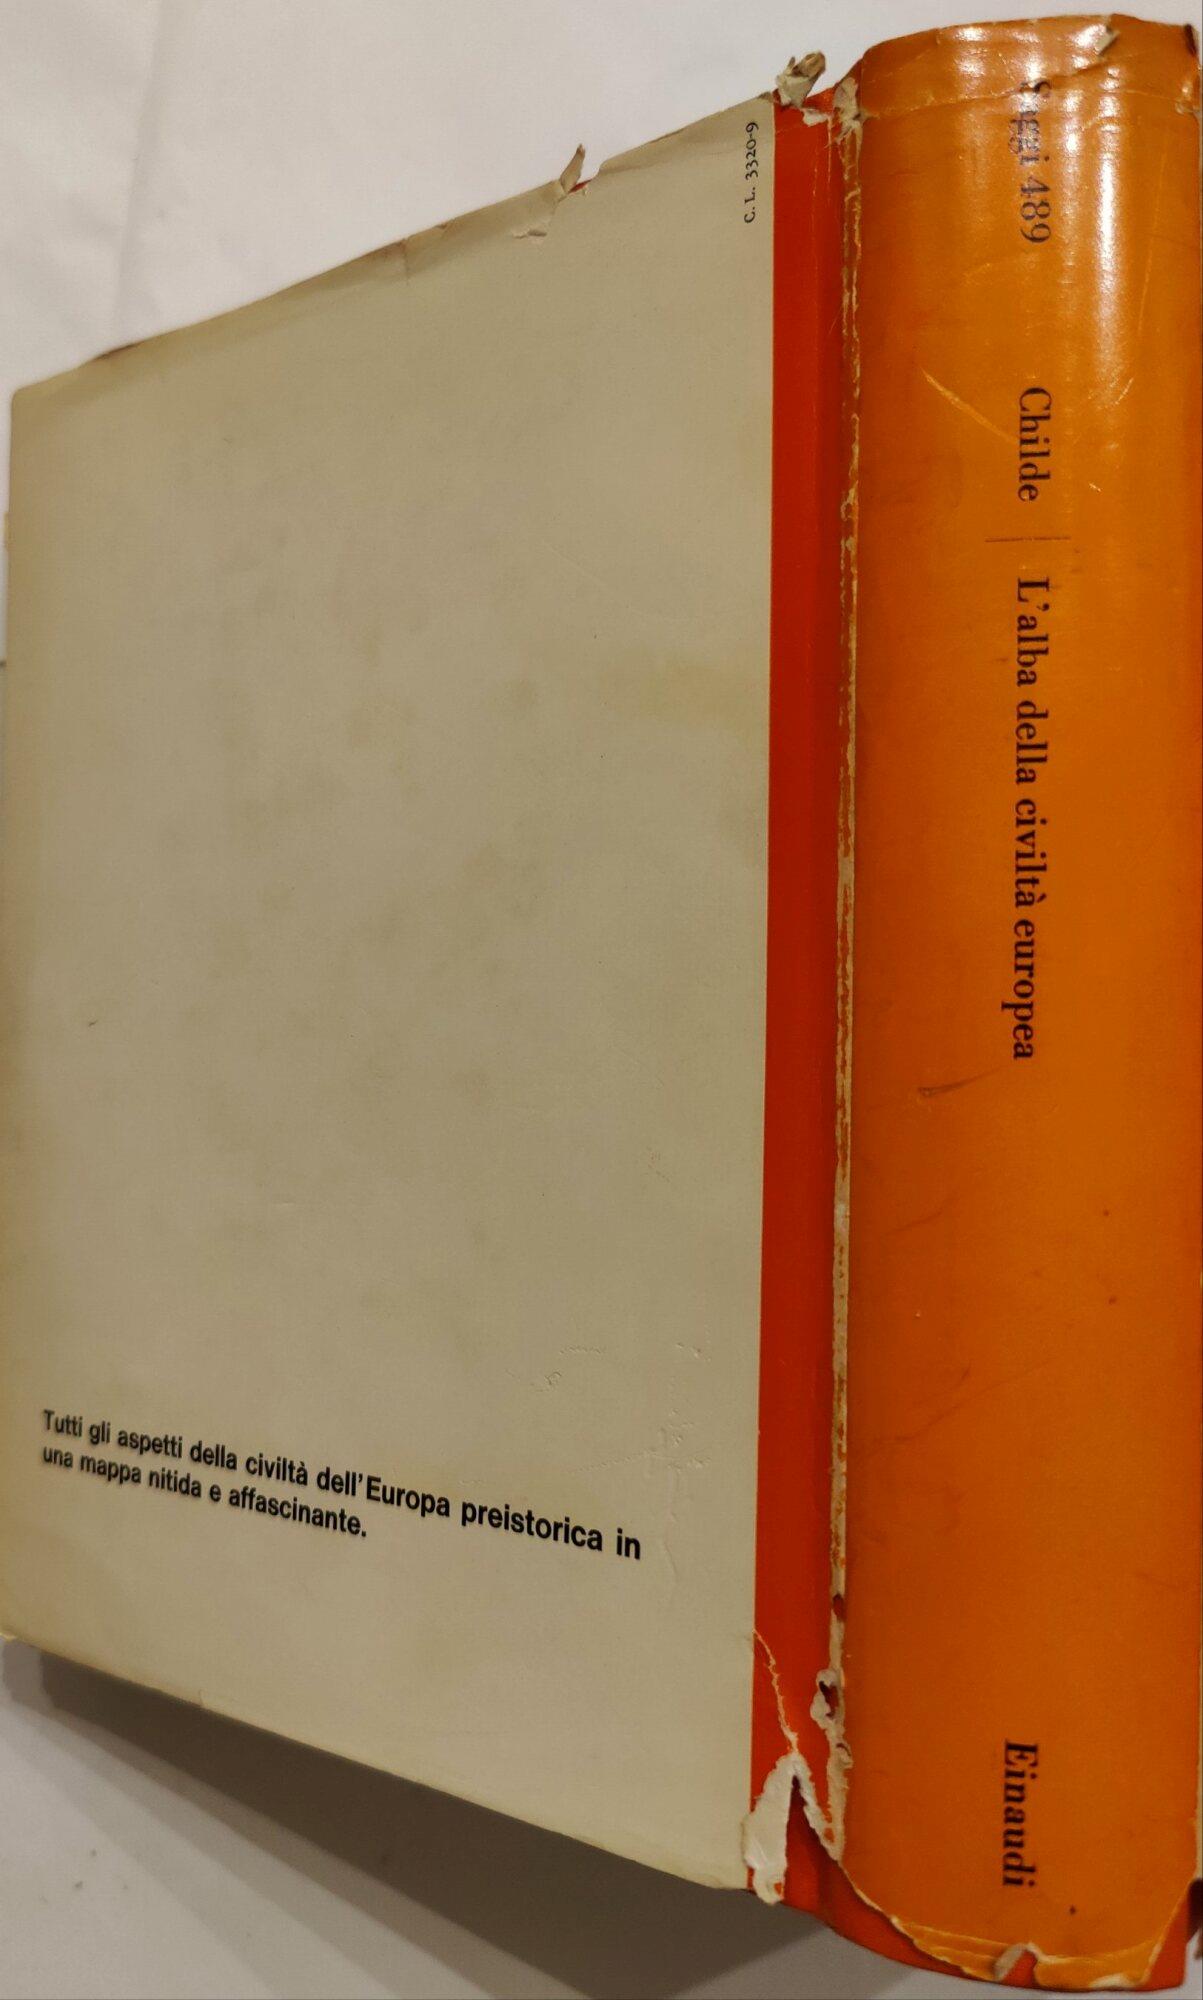 C. L. 3320-9
Tutti gli aspetti della civiltà dell'Europa preistorica in
una mappa nitida e affascinante.
Saggi 489
Childe
L'alba della civiltà europea
Einaudi